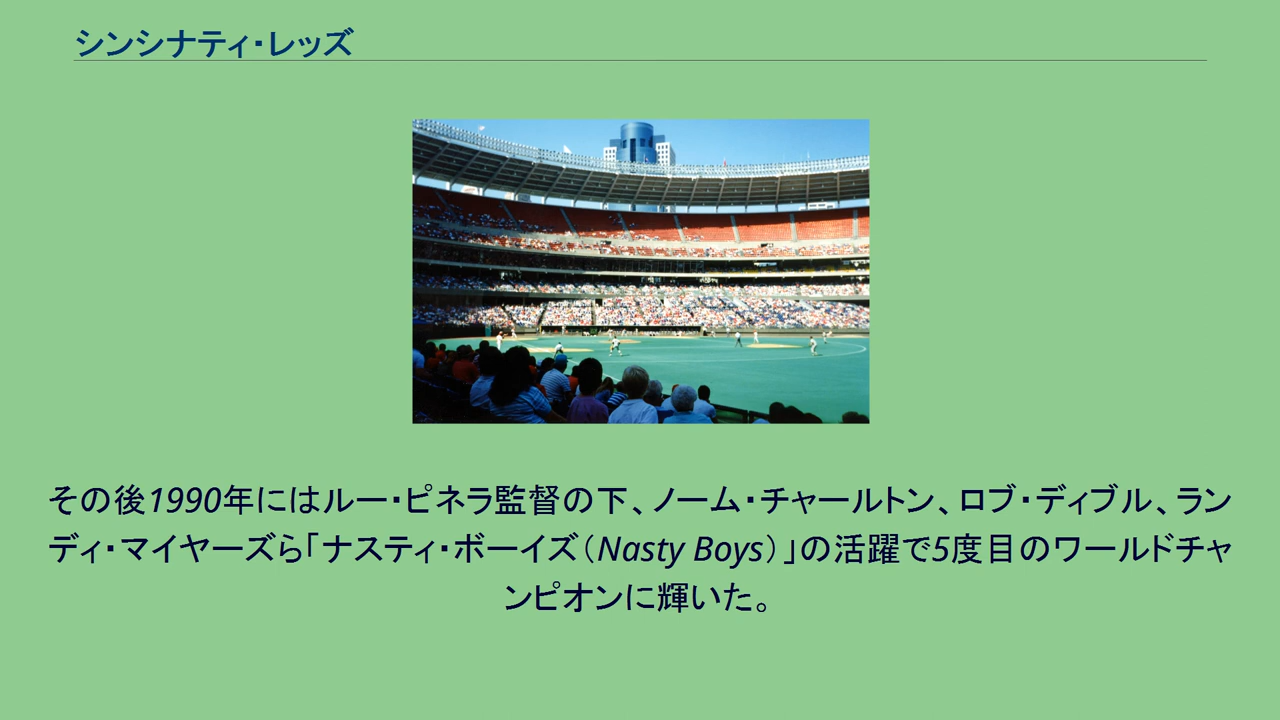 シンシナティ・レッズ
その後1990年にはルー・ピネラ監督の下、ノーム・チャールトン、ロブ・ディブル、ラン
ディ・マイヤーズら「ナスティ・ボーイズ（Nasty Boys）」の活躍で5度目のワールドチャ
ンピオンに輝いた。